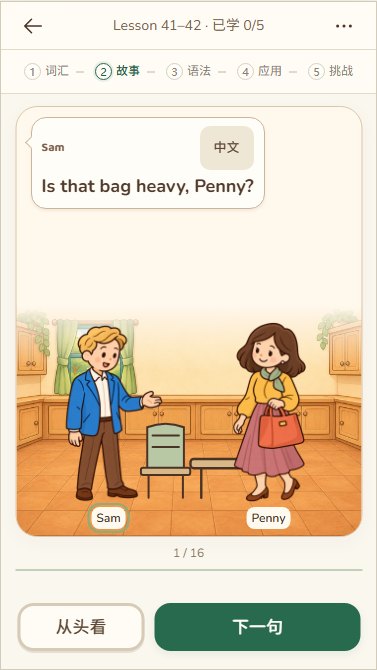 Lesson 41–42 · 已学 0/5
1 词汇 – 2 故事 – 3 语法 – 4 应用 – 5 挑战
Sam
中文
Is that bag heavy, Penny?
Sam
Penny
1 / 16
从头看
下一句